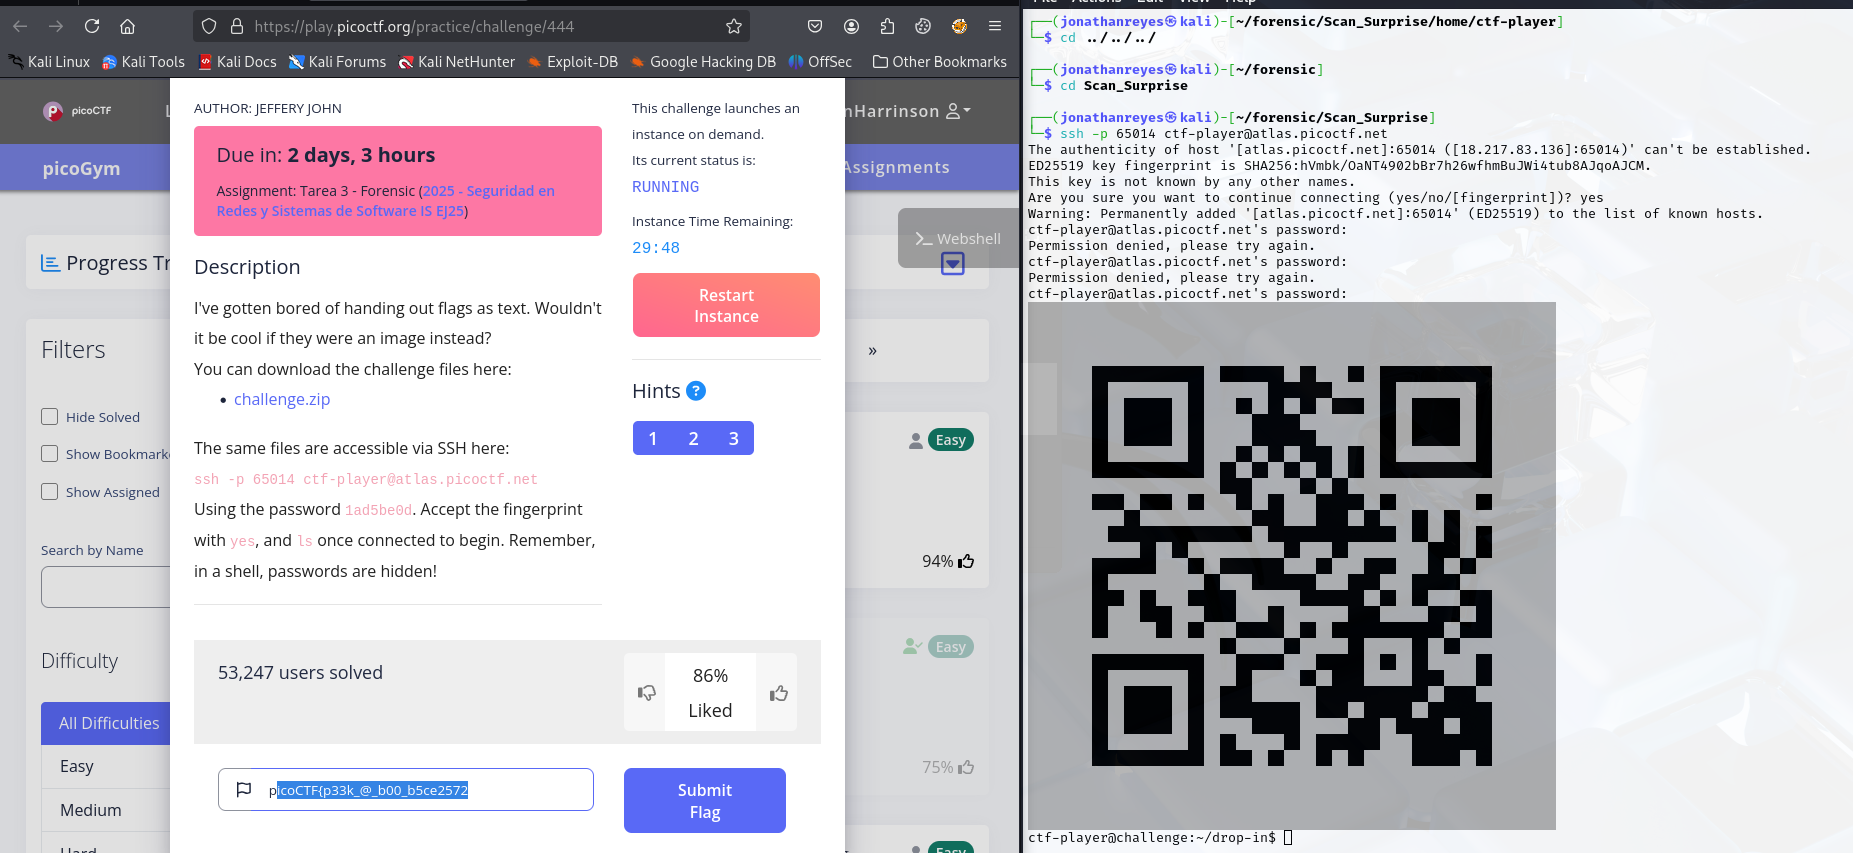 https://play.picoctf.org/practice/challenge/444
Kali Linux
Kali Tools
Kali Docs
Kali Forums
Kali NetHunter
Exploit-DB
Google Hacking DB
OffSec
Other Bookmarks
picoCTF
nHarrinson
picoGym
Assignments
Webshell
Progress Tr
Filters
Hide Solved
Show Bookmark
Show Assigned
Search by Name
Difficulty
All Difficulties
Easy
Medium
Hard
AUTHOR: JEFFERY JOHN
Due in: 2 days, 3 hours
Assignment: Tarea 3 - Forensic (2025 - Seguridad en
Redes y Sistemas de Software IS EJ25)
Description
I've gotten bored of handing out flags as text. Wouldn't
it be cool if they were an image instead?
You can download the challenge files here:
• challenge.zip
The same files are accessible via SSH here:
ssh -p 65014 ctf-player@atlas.picoctf.net
Using the password 1ad5be0d. Accept the fingerprint
with yes, and ls once connected to begin. Remember,
in a shell, passwords are hidden!
This challenge launches an
instance on demand.
Its current status is:
RUNNING
Instance Time Remaining:
29:48
Restart
Instance
Hints ?
1 2 3
53,247 users solved
86%
Liked
picoCTF{p33k_@_b00_b5ce2572
Submit
Flag
»
Easy
94%
Easy
75%
Easy
┌──(jonathanreyes㉿kali)-[~/forensic/Scan_Surprise/home/ctf-player]
└─$ cd ../../../
┌──(jonathanreyes㉿kali)-[~/forensic]
└─$ cd Scan_Surprise
┌──(jonathanreyes㉿kali)-[~/forensic/Scan_Surprise]
└─$ ssh -p 65014 ctf-player@atlas.picoctf.net
The authenticity of host '[atlas.picoctf.net]:65014 ([18.217.83.136]:65014)' can't be established.
ED25519 key fingerprint is SHA256:hVmbk/OaNT4902bBr7h26wfhmBuJWi4tub8AJqoAJCM.
This key is not known by any other names.
Are you sure you want to continue connecting (yes/no/[fingerprint])? yes
Warning: Permanently added '[atlas.picoctf.net]:65014' (ED25519) to the list of known hosts.
ctf-player@atlas.picoctf.net's password:
Permission denied, please try again.
ctf-player@atlas.picoctf.net's password:
Permission denied, please try again.
ctf-player@atlas.picoctf.net's password:
ctf-player@challenge:~/drop-in$